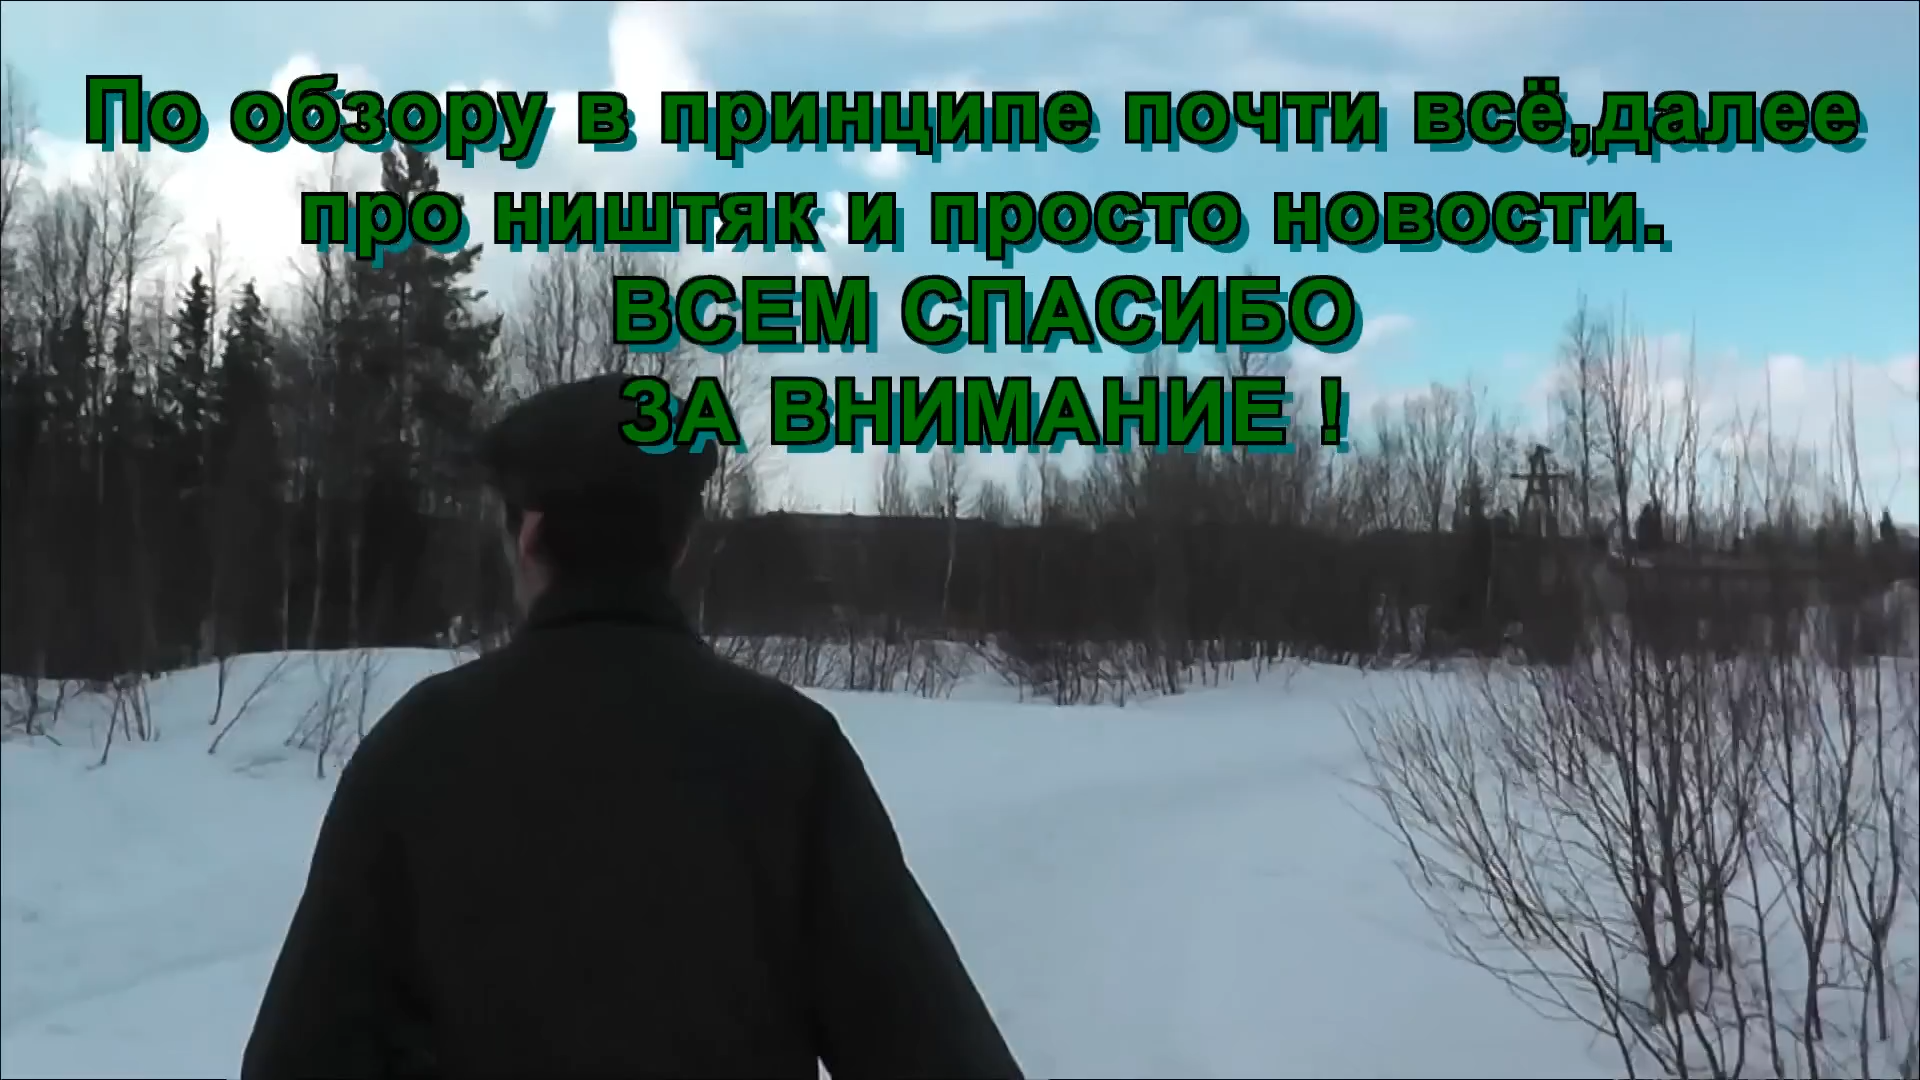 По обзору в принципе почти всё,далее
про ништяк и просто новости.
ВСЕМ СПАСИБО
ЗА ВНИМАНИЕ !